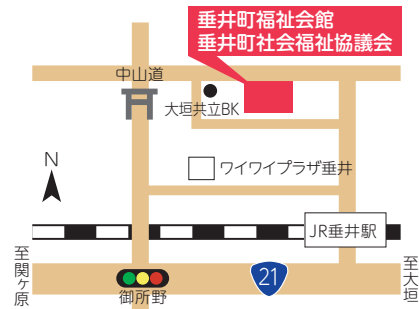 垂井町福祉会館
垂井町社会福祉協議会
中山道
大垣共立BK
N
ワイワイプラザ垂井
JR垂井駅
至関ヶ原
至大垣
21
御所野